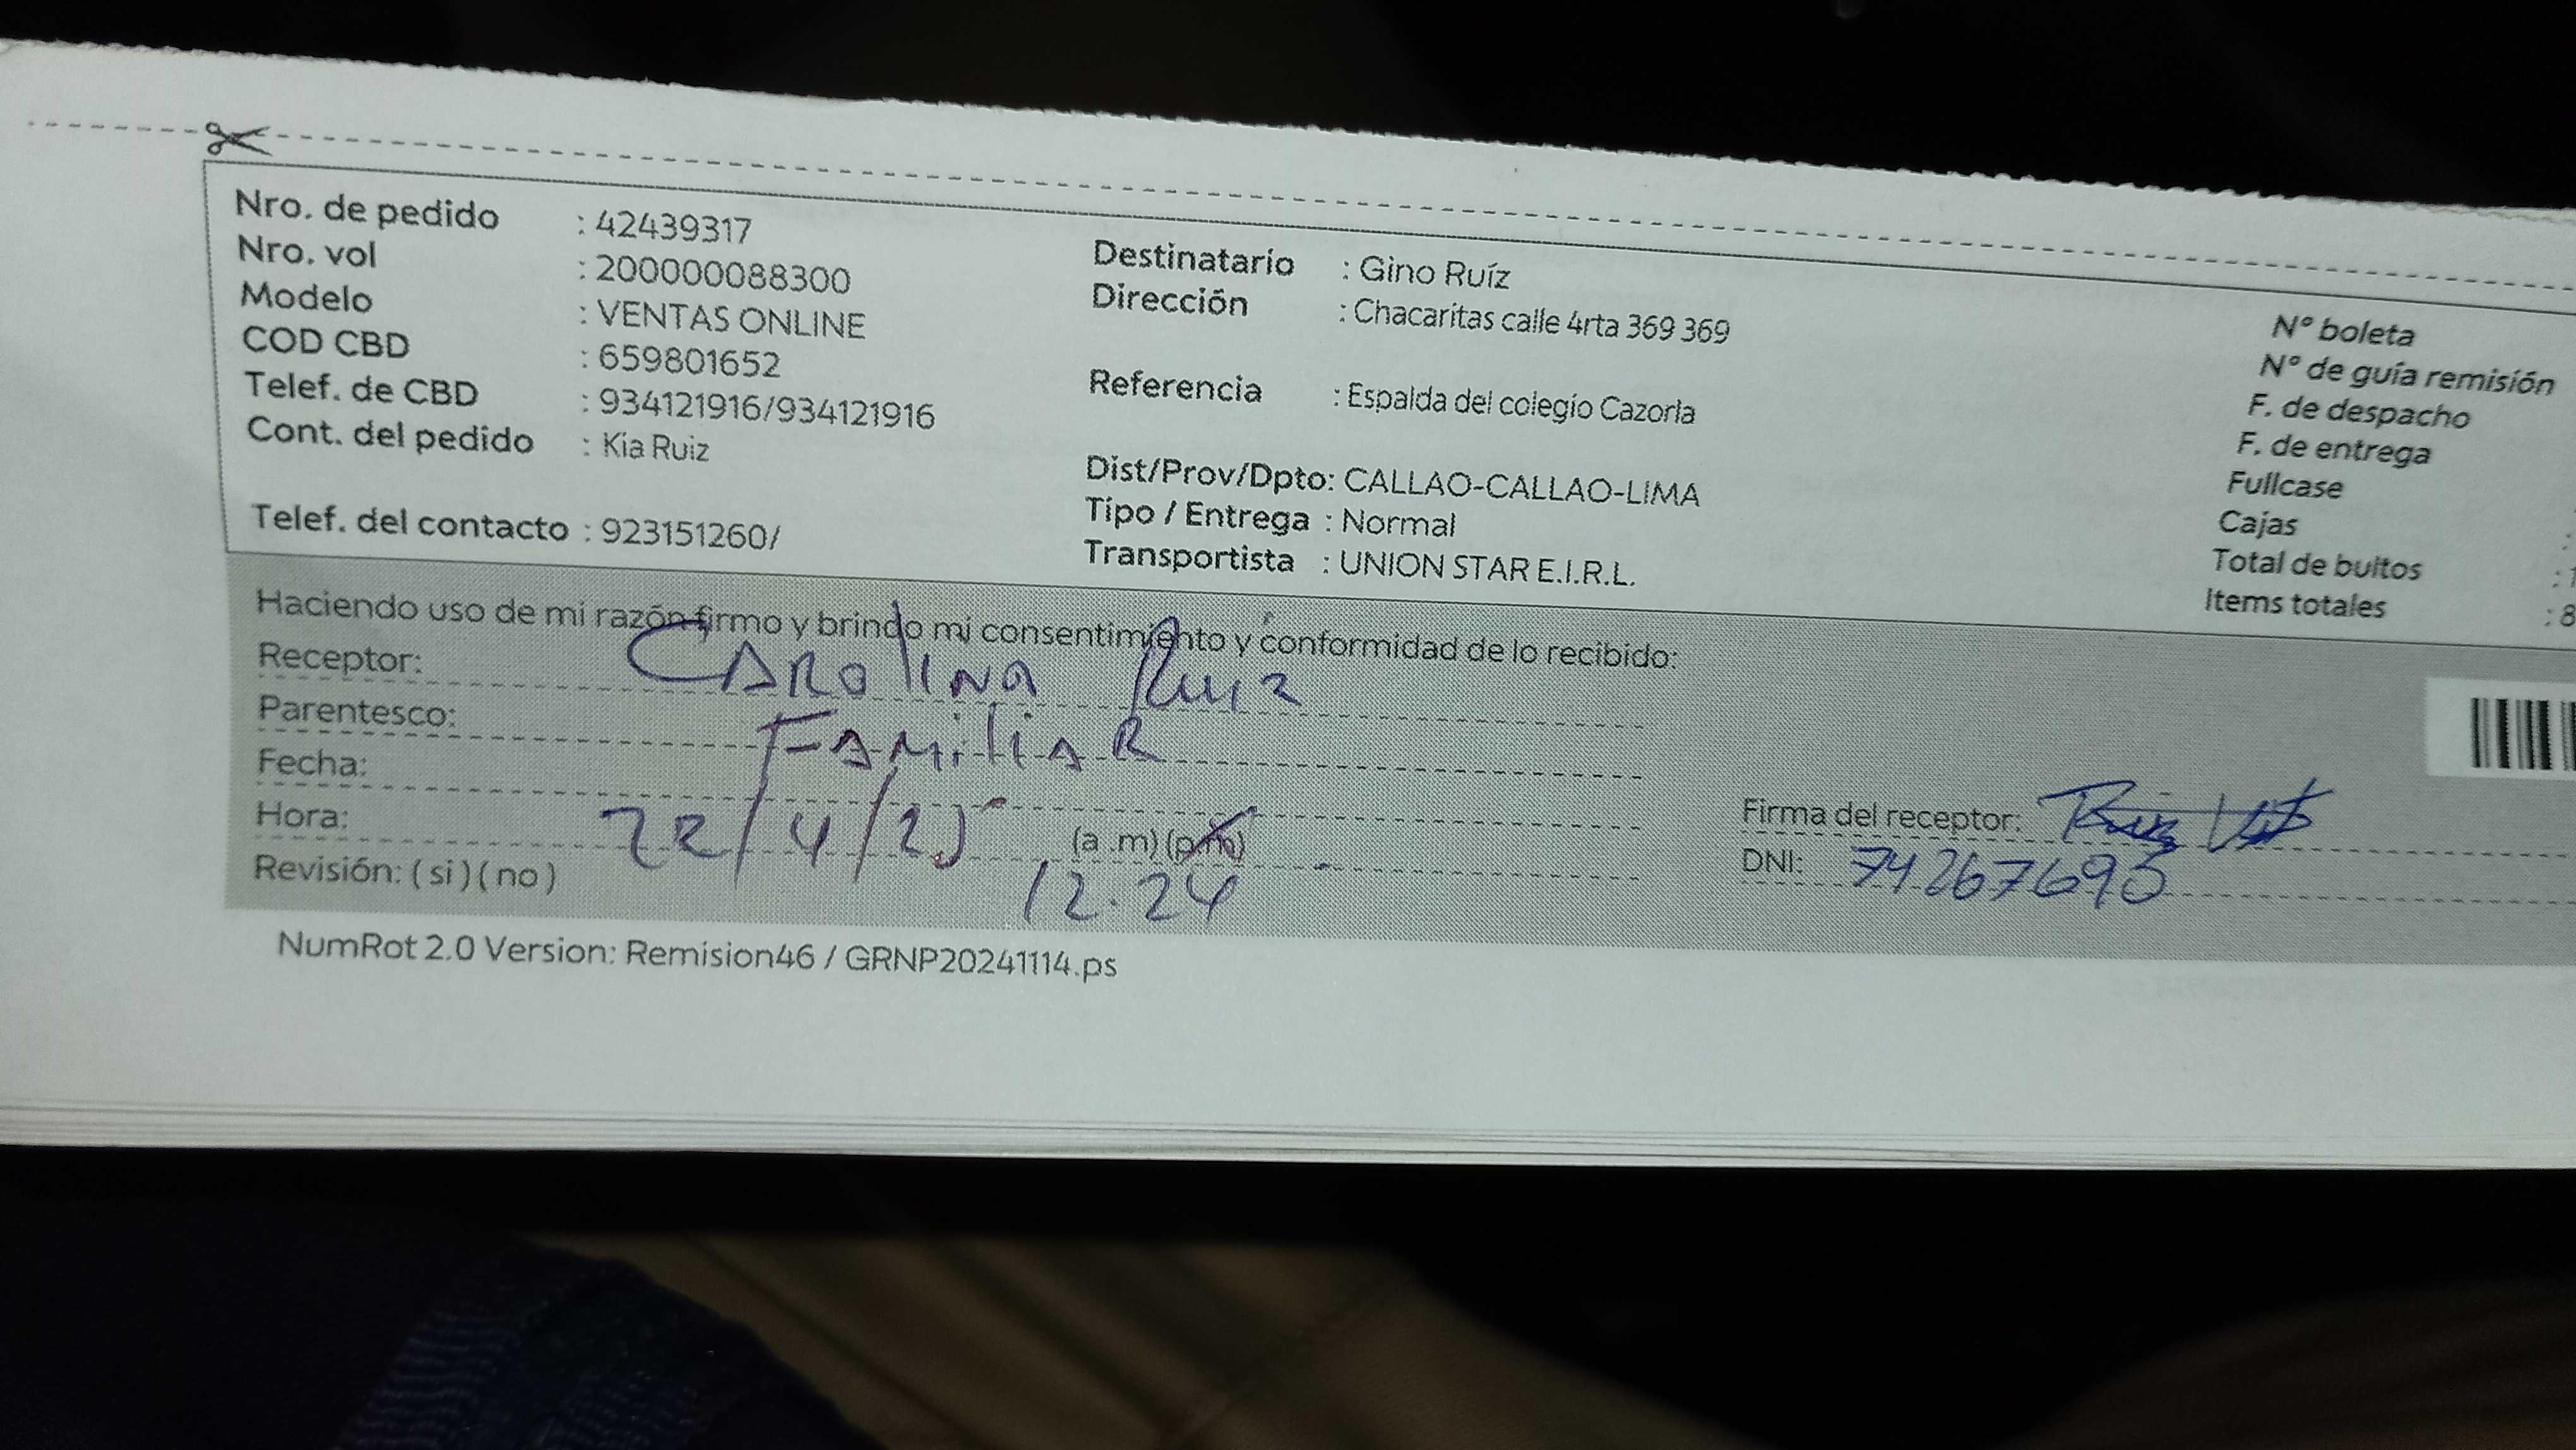 Nro. de pedido : 42439317
Nro. vol : 200000088300
Modelo : VENTAS ONLINE
COD CBD : 659801652
Telef. de CBD : 934121916/934121916
Cont. del pedido : Kia Ruiz
Telef. del contacto : 923151260/
Destinatario : Gino Ruíz
Dirección : Chacaritas calle 4rta 369 369
Referencia : Espalda del colegio Cazorla
Dist/Prov/Dpto: CALLAO-CALLAO-LIMA
Tipo / Entrega : Normal
Transportista : UNION STAR E.I.R.L.
N° boleta
N° de guía remisión
F. de despacho
F. de entrega
Fullcase
Cajas :
Total de bultos : 1
Items totales : 8
Haciendo uso de mi razón firmo y brindo mi consentimiento y conformidad de lo recibido:
Receptor: CAROlINA Ruiz
Parentesco: FAMiliAR
Fecha:
Hora: 22/4/25 (a.m) (p.m)
12.24
Revisión: (si) (no)
Firma del receptor:
DNI: 74267695
NumRot 2.0 Version: Remision46 / GRNP20241114.ps